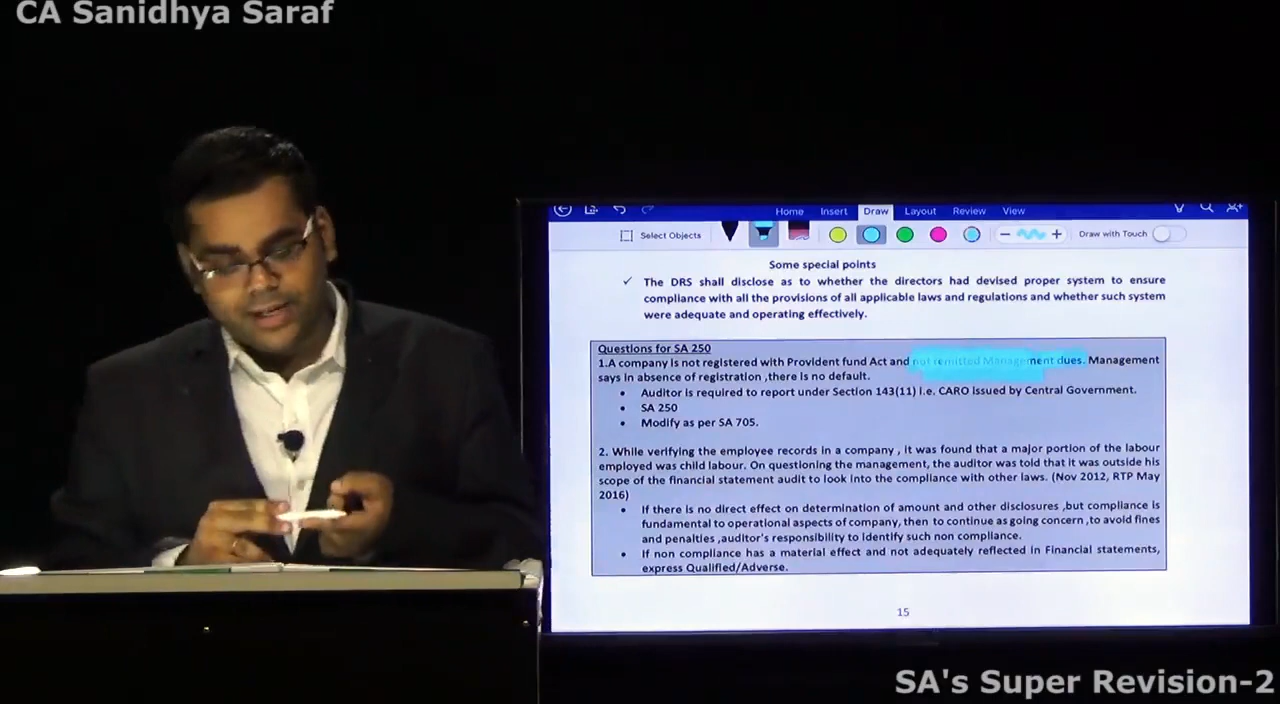 CA Sanidhya Saraf
Home Insert Draw Layout Review View
Select Objects
Draw with Touch
Some special points
✓ The DRS shall disclose as to whether the directors had devised proper system to ensure
compliance with all the provisions of all applicable laws and regulations and whether such system
were adequate and operating effectively.
Questions for SA 250
1.A company is not registered with Provident fund Act and not remitted Management dues. Management
says in absence of registration ,there is no default.
• Auditor is required to report under Section 143(11) i.e. CARO issued by Central Government.
• SA 250
• Modify as per SA 705.
2. While verifying the employee records in a company , it was found that a major portion of the labour
employed was child labour. On questioning the management, the auditor was told that it was outside his
scope of the financial statement audit to look into the compliance with other laws. (Nov 2012, RTP May
2016)
• If there is no direct effect on determination of amount and other disclosures ,but compliance is
fundamental to operational aspects of company, then to continue as going concern ,to avoid fines
and penalties ,auditor's responsibility to identify such non compliance.
• If non compliance has a material effect and not adequately reflected in Financial statements,
express Qualified/Adverse.
15
SA's Super Revision-2